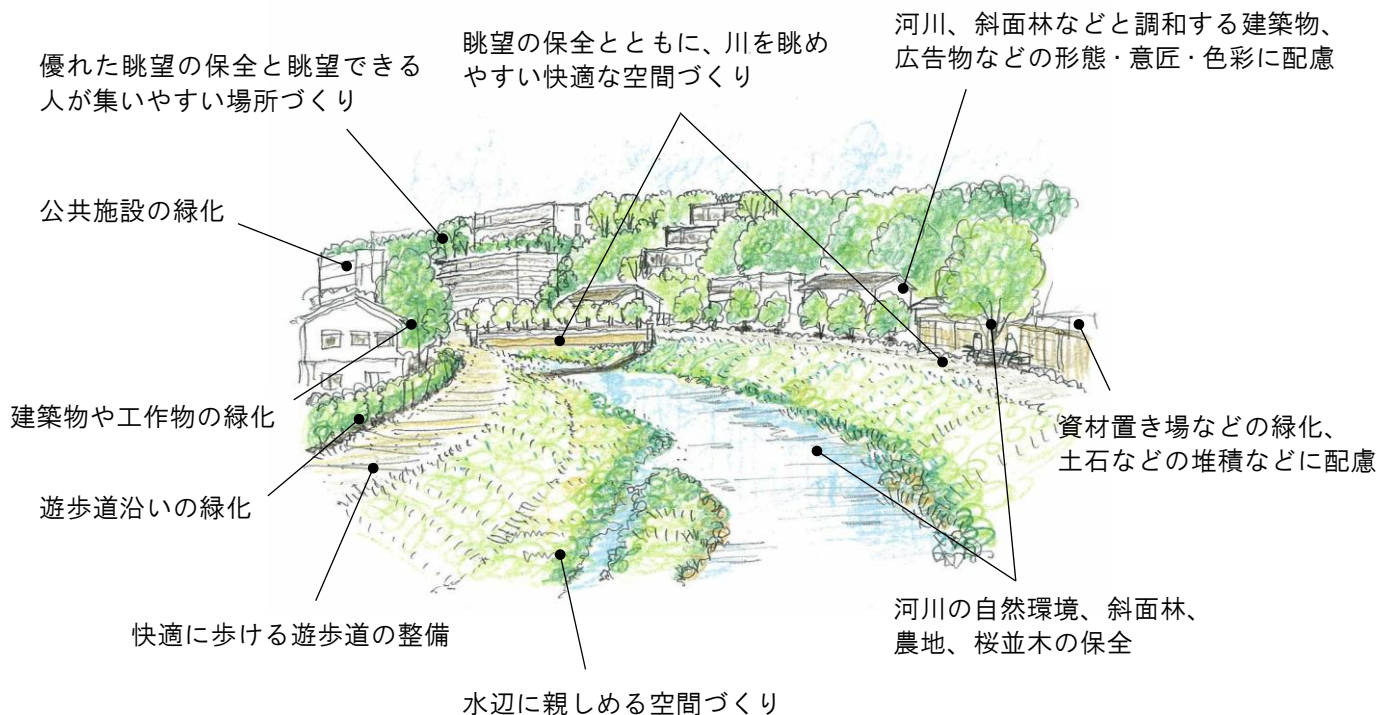 優れた眺望の保全と眺望できる
人が集いやすい場所づくり
眺望の保全とともに、川を眺め
やすい快適な空間づくり
河川、斜面林などと調和する建築物、
広告物などの形態・意匠・色彩に配慮
公共施設の緑化
建築物や工作物の緑化
遊歩道沿いの緑化
快適に歩ける遊歩道の整備
水辺に親しめる空間づくり
資材置き場などの緑化、
土石などの堆積などに配慮
河川の自然環境、斜面林、
農地、桜並木の保全